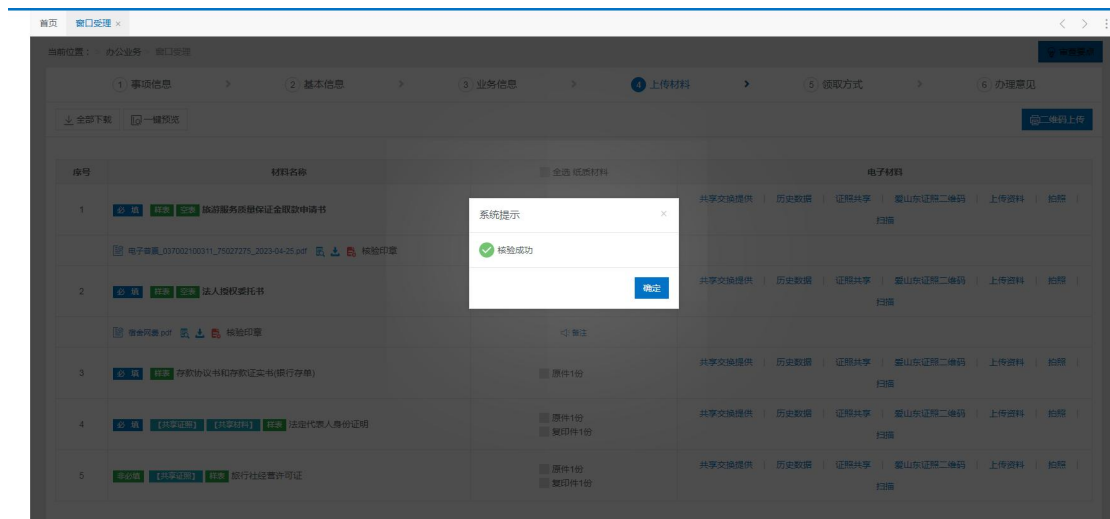 首页 窗口受理 ×
当前位置： 办公业务 窗口受理
1 事项信息 > 2 基本信息 > 3 业务信息 > 4 上传材料 > 5 领取方式 > 6 办理意见
全部下载 一键预览 二维码上传
序号 材料名称 全选 纸质材料 电子材料
1 必 填 样表 空表 旅游服务质量保证金取款申请书 共享交换提供 | 历史数据 | 证照共享 | 爱山东证照二维码 | 上传资料 | 拍照 |
扫描
电子发票_037002100311_75027275_2023-04-25.pdf 核验印章
系统提示 ×
核验成功
确定
2 必 填 样表 空表 法人授权委托书 共享交换提供 | 历史数据 | 证照共享 | 爱山东证照二维码 | 上传资料 | 拍照 |
扫描
.pdf 核验印章 备注
3 必 填 样表 存款协议书和存款证实书(银行存单) 原件1份 共享交换提供 | 历史数据 | 证照共享 | 爱山东证照二维码 | 上传资料 | 拍照 |
扫描
4 必 填 【共享证照】 【共享材料】 样表 法定代表人身份证明 原件1份 共享交换提供 | 历史数据 | 证照共享 | 爱山东证照二维码 | 上传资料 | 拍照 |
复印件1份 扫描
5 非必填 【共享证照】 样表 旅行社经营许可证 原件1份 共享交换提供 | 历史数据 | 证照共享 | 爱山东证照二维码 | 上传资料 | 拍照 |
复印件1份 扫描